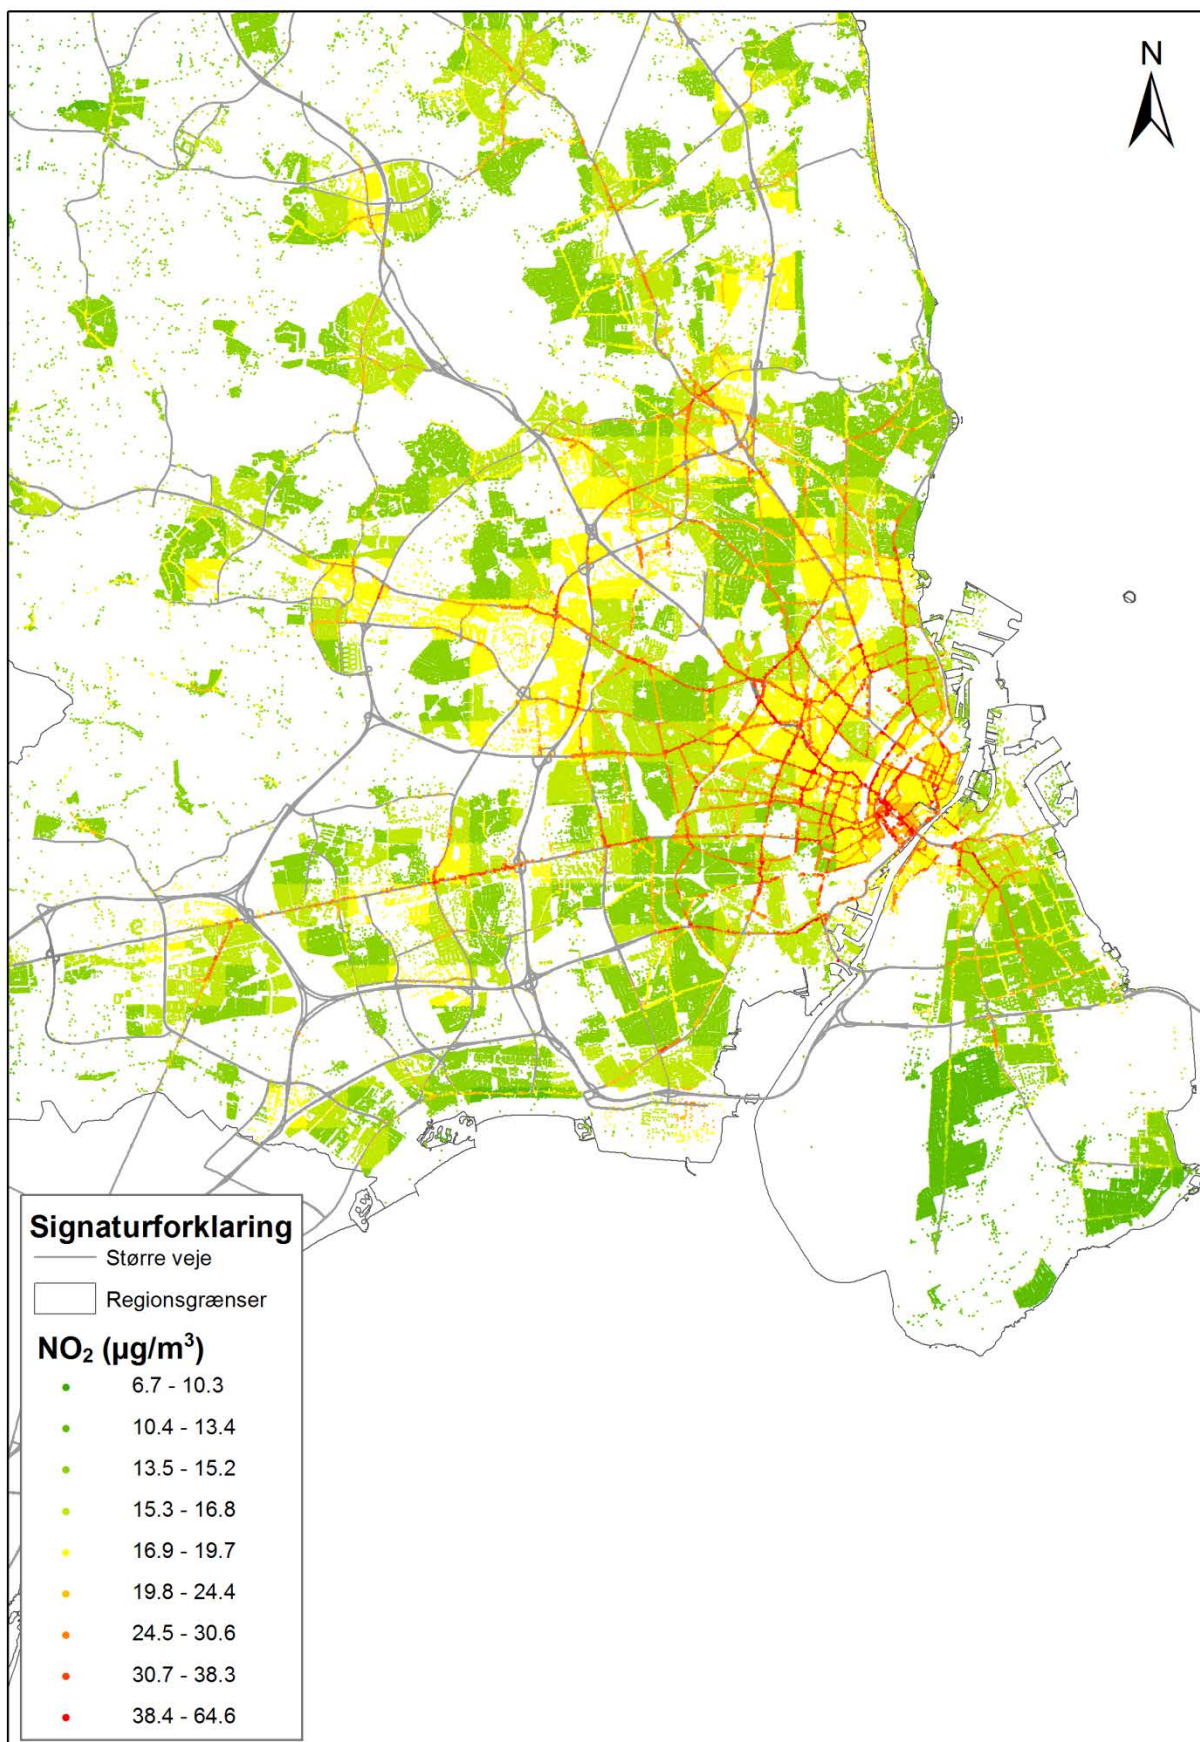 N
Signaturforklaring
Større veje
Regionsgrænser
NO₂ (µg/m³)
6.7 - 10.3
10.4 - 13.4
13.5 - 15.2
15.3 - 16.8
16.9 - 19.7
19.8 - 24.4
24.5 - 30.6
30.7 - 38.3
38.4 - 64.6